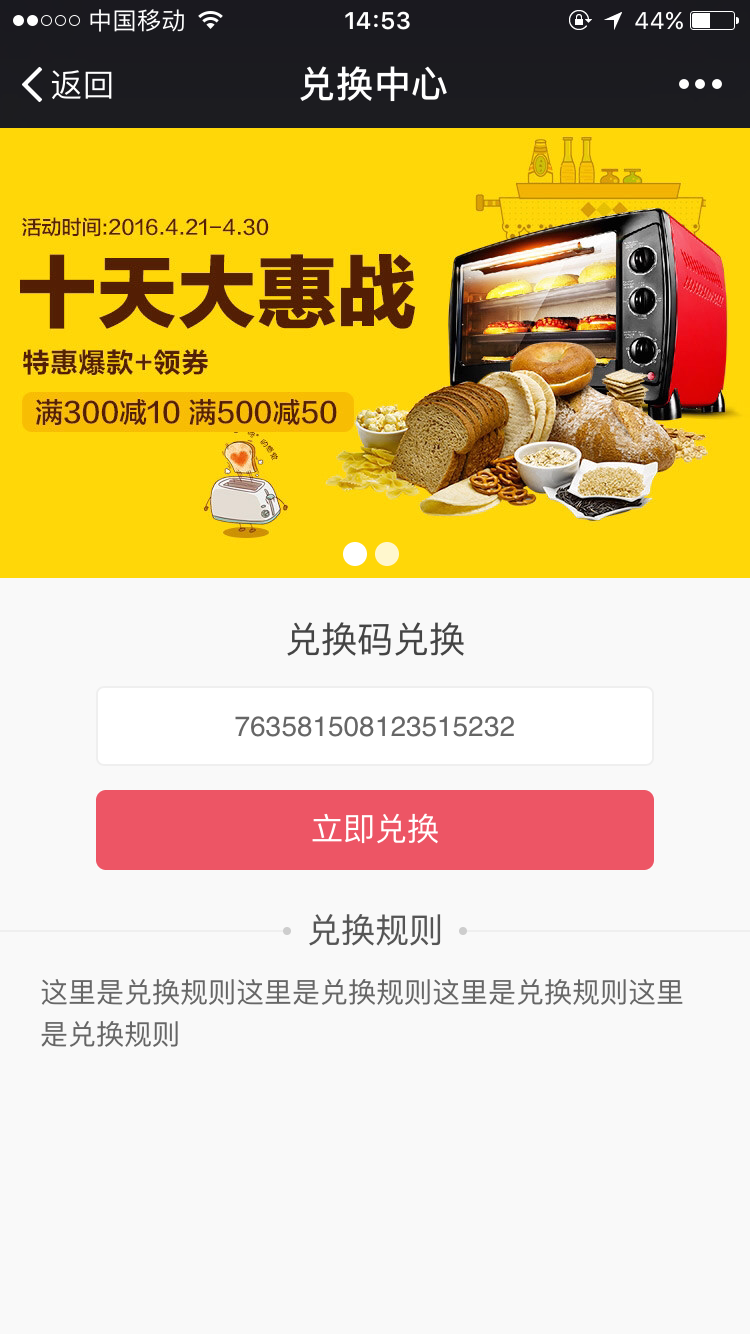 中国移动 14:53 44%
返回 兑换中心
活动时间:2016.4.21-4.30
十天大惠战
特惠爆款+领券
满300减10 满500减50
兑换码兑换
763581508123515232
立即兑换
兑换规则
这里是兑换规则这里是兑换规则这里是兑换规则这里
是兑换规则